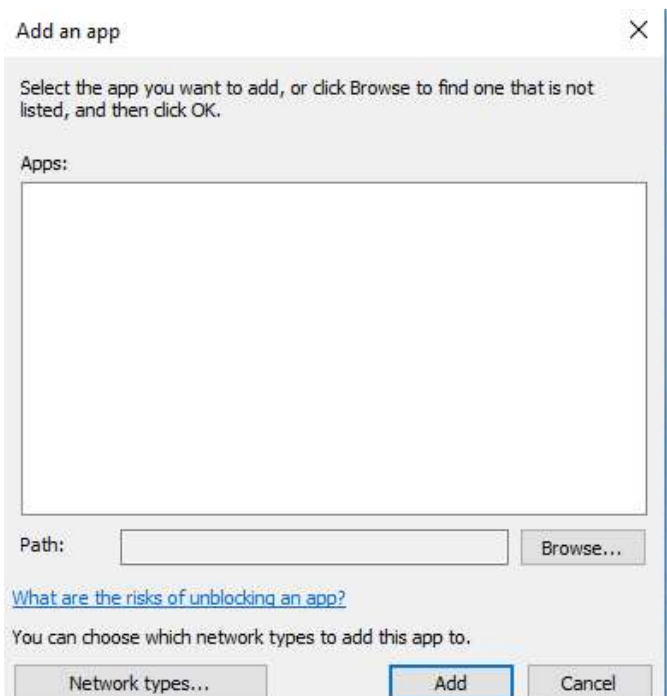 Add an app
Select the app you want to add, or click Browse to find one that is not
listed, and then click OK.
Apps:
Path:
Browse...
What are the risks of unblocking an app?
You can choose which network types to add this app to.
Network types...
Add
Cancel